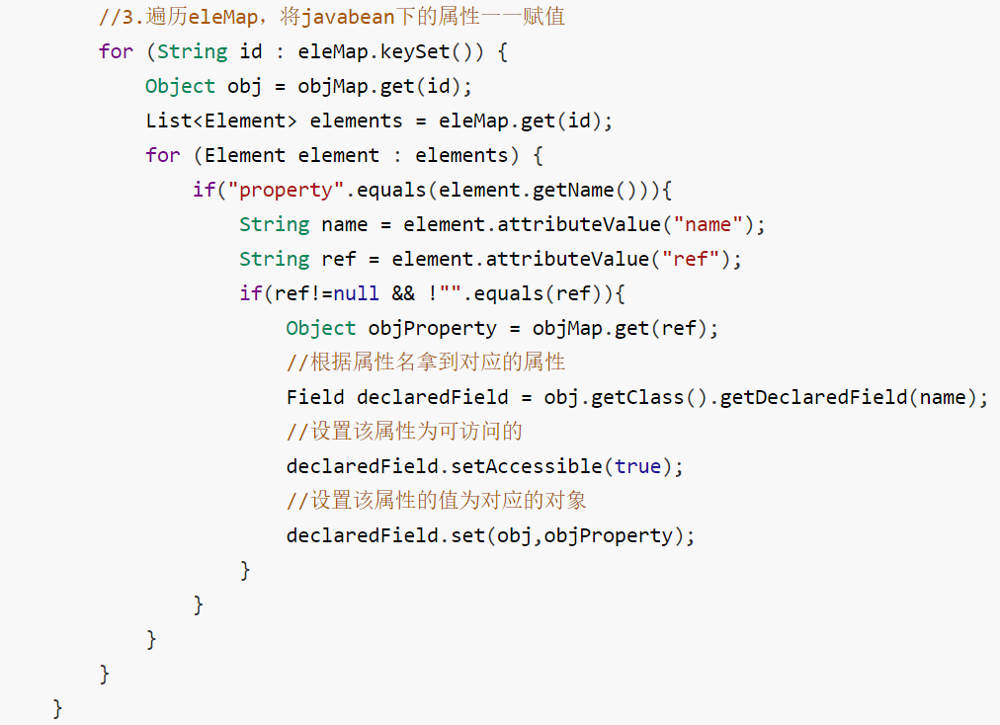 //3.遍历eleMap，将javabean下的属性一一赋值
for (String id : eleMap.keySet()) {
Object obj = objMap.get(id);
List<Element> elements = eleMap.get(id);
for (Element element : elements) {
if("property".equals(element.getName())){
String name = element.attributeValue("name");
String ref = element.attributeValue("ref");
if(ref!=null && !"".equals(ref)){
Object objProperty = objMap.get(ref);
//根据属性名拿到对应的属性
Field declaredField = obj.getClass().getDeclaredField(name);
//设置该属性为可访问的
declaredField.setAccessible(true);
//设置该属性的值为对应的对象
declaredField.set(obj,objProperty);
}
}
}
}
}